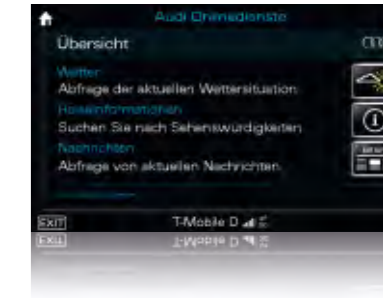 Audi Onlinedienste
Übersicht
Wetter
Abfrage der aktuellen Wettersituation
Reiseinformationen
Suchen Sie nach Sehenswürdigkeiten
Nachrichten
Abfrage von aktuellen Nachrichten
EXIT T-Mobile D